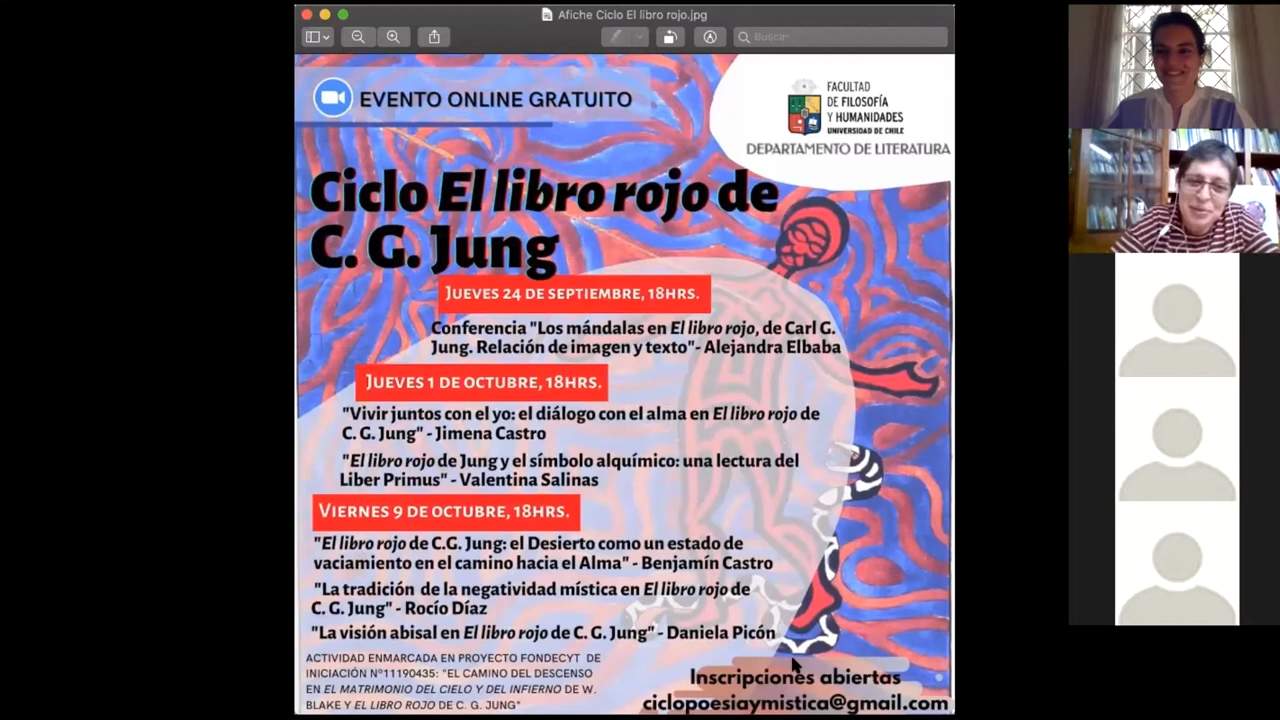 Afiche Ciclo El libro rojo.jpg
Buscar
EVENTO ONLINE GRATUITO
FACULTAD
DE FILOSOFÍA
Y HUMANIDADES
UNIVERSIDAD DE CHILE
DEPARTAMENTO DE LITERATURA
Ciclo El libro rojo de
C. G. Jung
JUEVES 24 DE SEPTIEMBRE, 18HRS.
Conferencia "Los mándalas en El libro rojo, de Carl G.
Jung. Relación de imagen y texto"- Alejandra Elbaba
JUEVES 1 DE OCTUBRE, 18HRS.
"Vivir juntos con el yo: el diálogo con el alma en El libro rojo de
C. G. Jung" - Jimena Castro
"El libro rojo de Jung y el símbolo alquímico: una lectura del
Liber Primus" - Valentina Salinas
VIERNES 9 DE OCTUBRE, 18HRS.
"El libro rojo de C.G. Jung: el Desierto como un estado de
vaciamiento en el camino hacia el Alma" - Benjamín Castro
"La tradición de la negatividad mística en El libro rojo de
C. G. Jung" - Rocío Díaz
"La visión abisal en El libro rojo de C. G. Jung" - Daniela Picón
ACTIVIDAD ENMARCADA EN PROYECTO FONDECYT DE
INICIACIÓN N°11190435: "EL CAMINO DEL DESCENSO
EN EL MATRIMONIO DEL CIELO Y DEL INFIERNO DE W.
BLAKE Y EL LIBRO ROJO DE C. G. JUNG"
Inscripciones abiertas
ciclopoesiaymistica@gmail.com